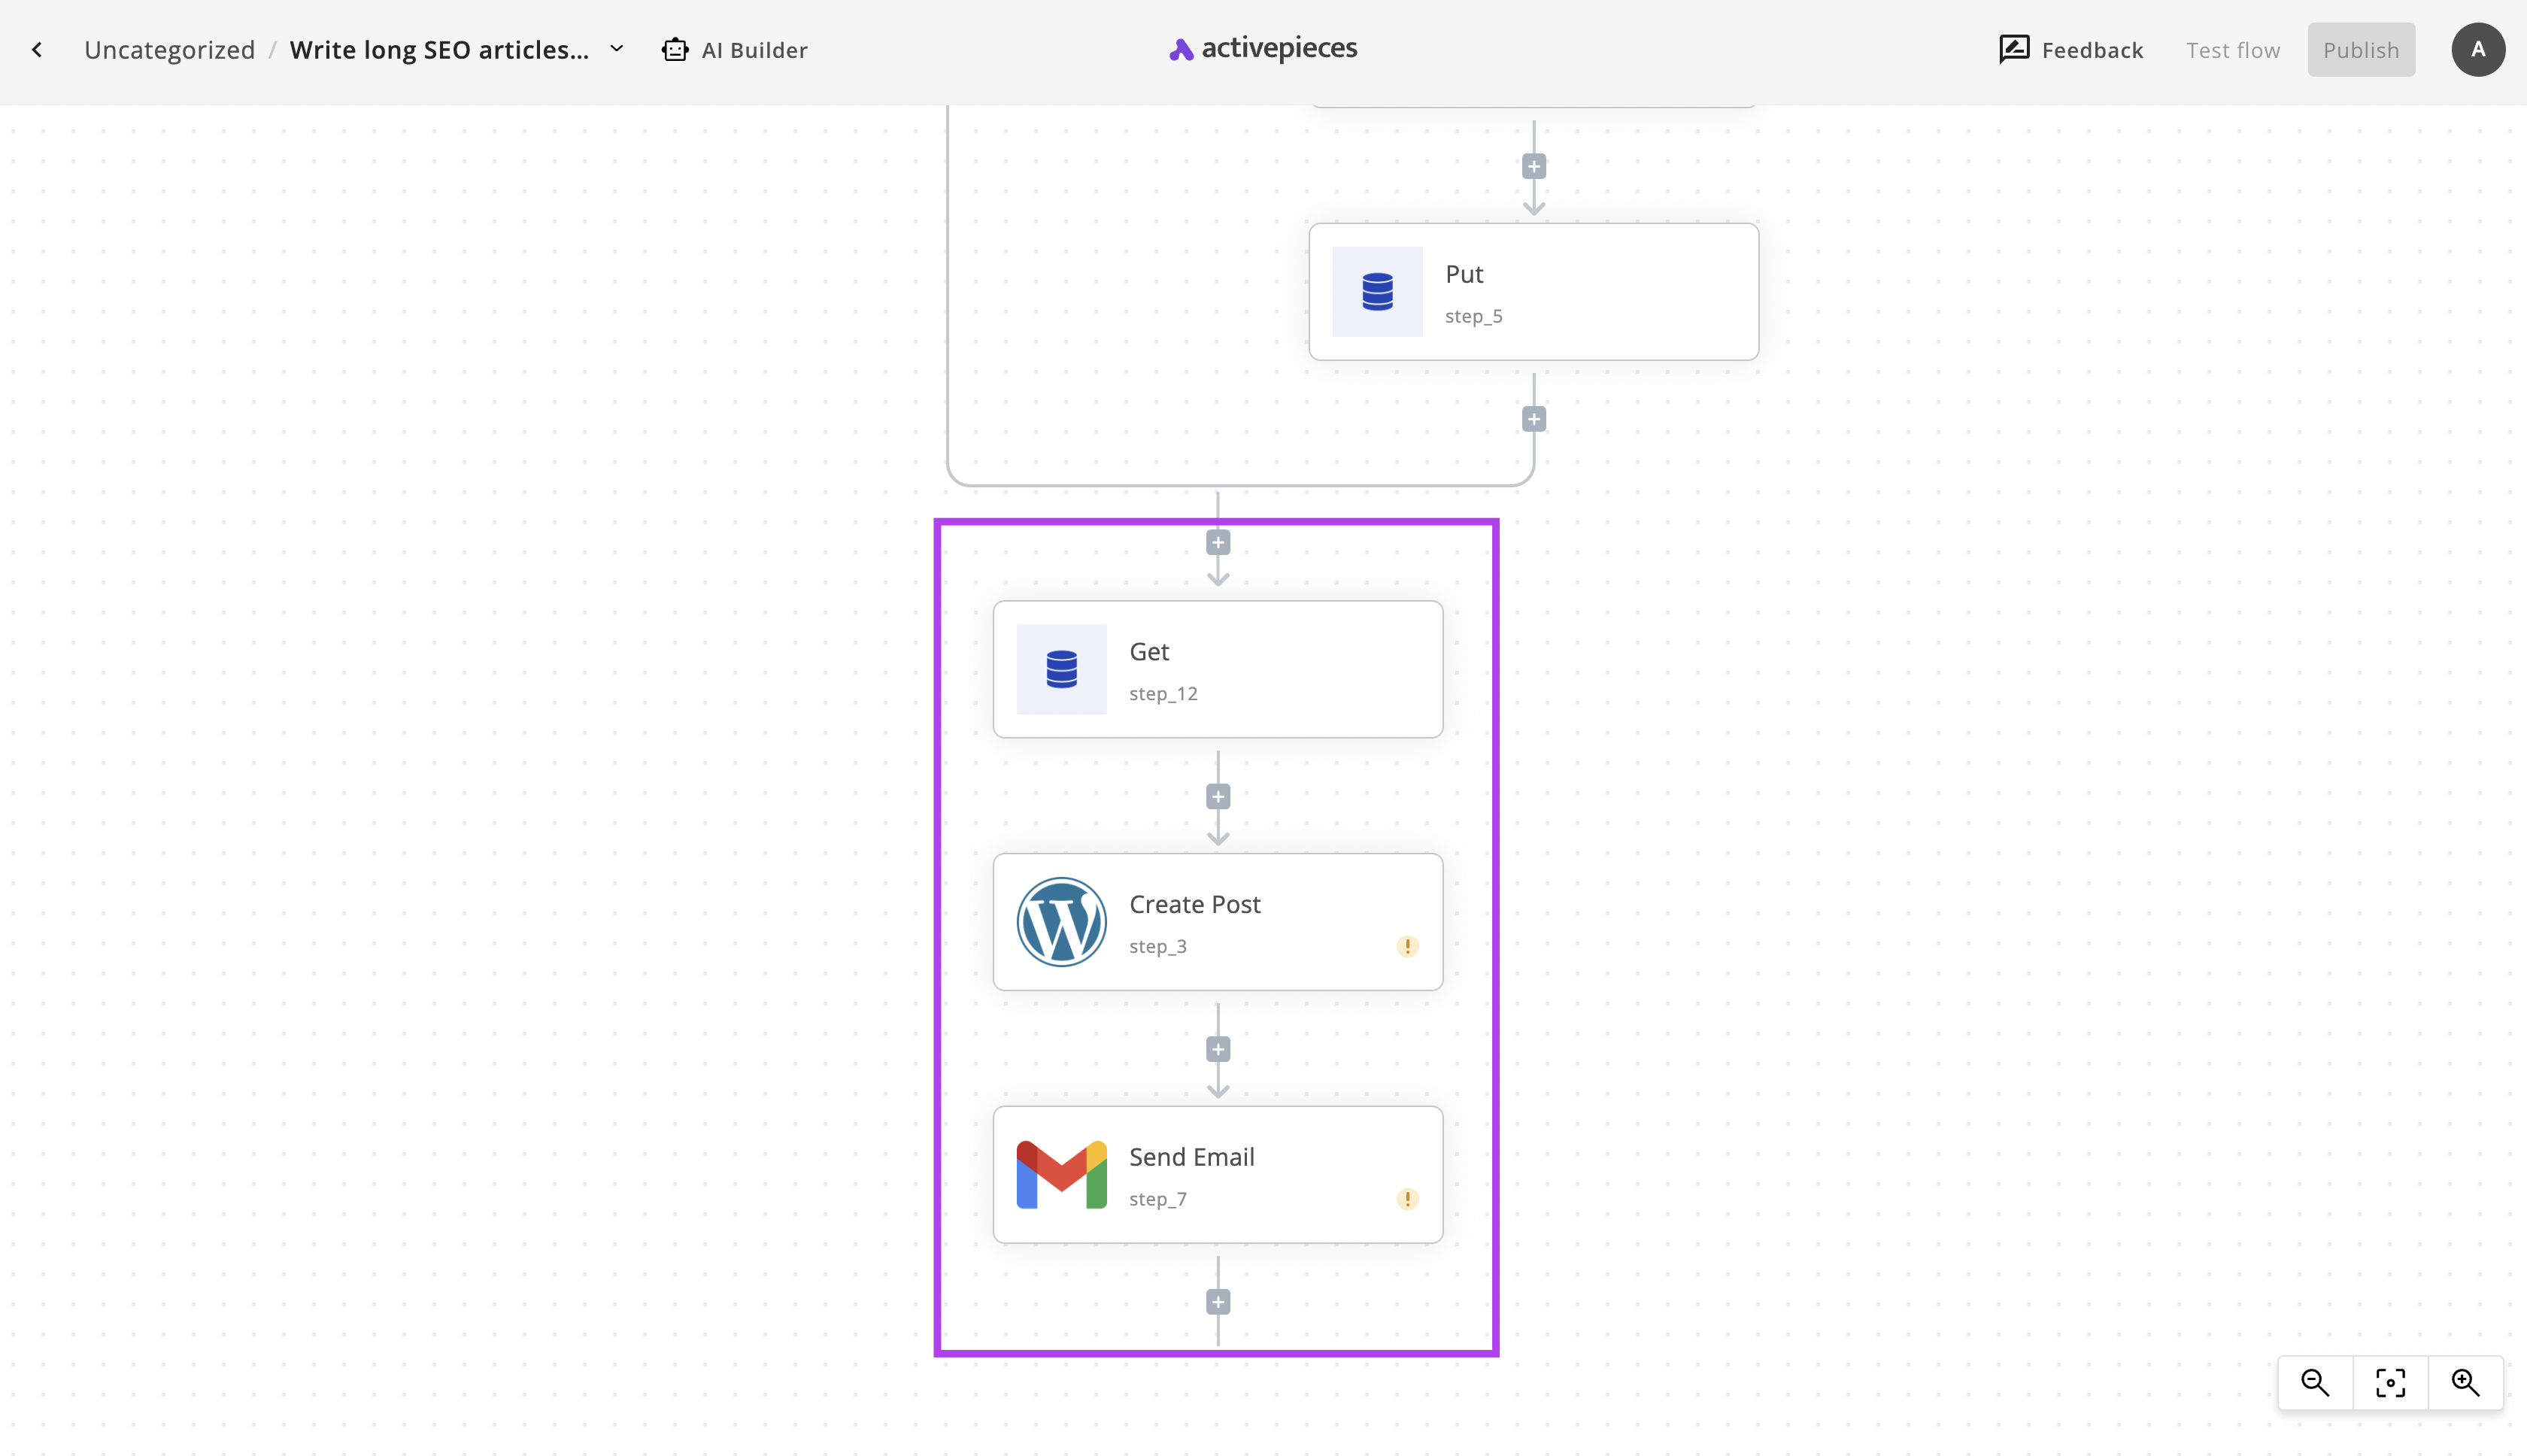 Uncategorized / Write long SEO articles...
AI Builder
activepieces
Feedback
Test flow
Publish
A
Put
step_5
Get
step_12
Create Post
step_3
!
Send Email
step_7
!